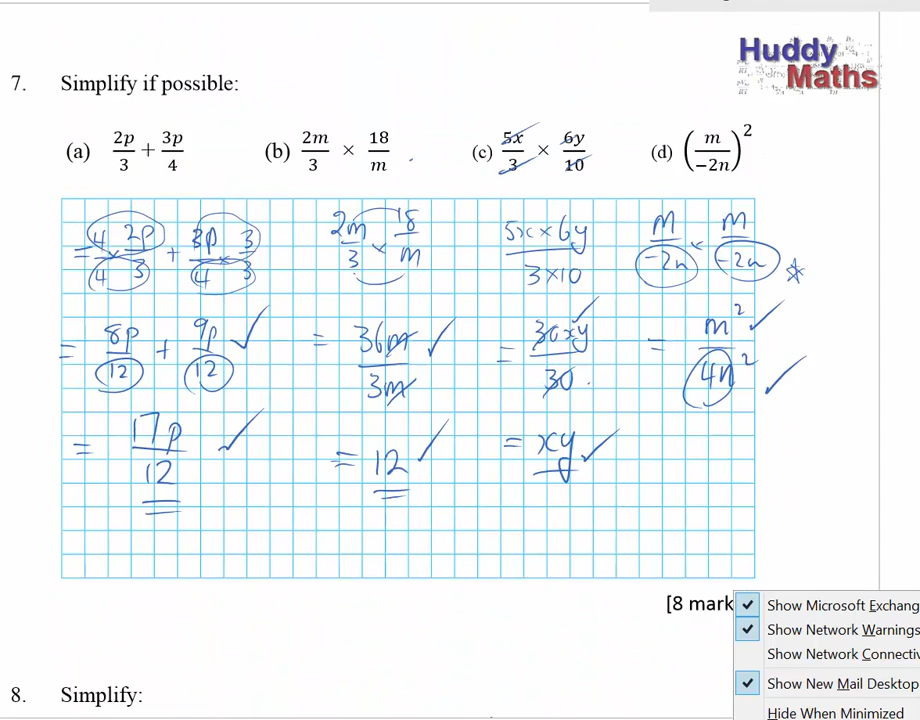 Huddy
Maths
7. Simplify if possible:
(a) 2p/3 + 3p/4 (b) 2m/3 × 18/m (c) 5x/3 × 6y/10 (d) (m/−2n)²
= 4/4 × 2p/3 + 3p/4 × 3/3
2m/3 × 18/m
5x × 6y / 3 × 10
m/-2n × m/-2n *
= 8p/12 + 9p/12 ✓
= 36m/3m ✓
= 30xy/30 ✓
= m²/4n² ✓ ✓
= 17p/12 ✓
= 12 ✓
= xy ✓
[8 mark
✔ Show Microsoft Exchang
✔ Show Network Warnings
Show Network Connectiv
✔ Show New Mail Desktop
Hide When Minimized
8. Simplify: